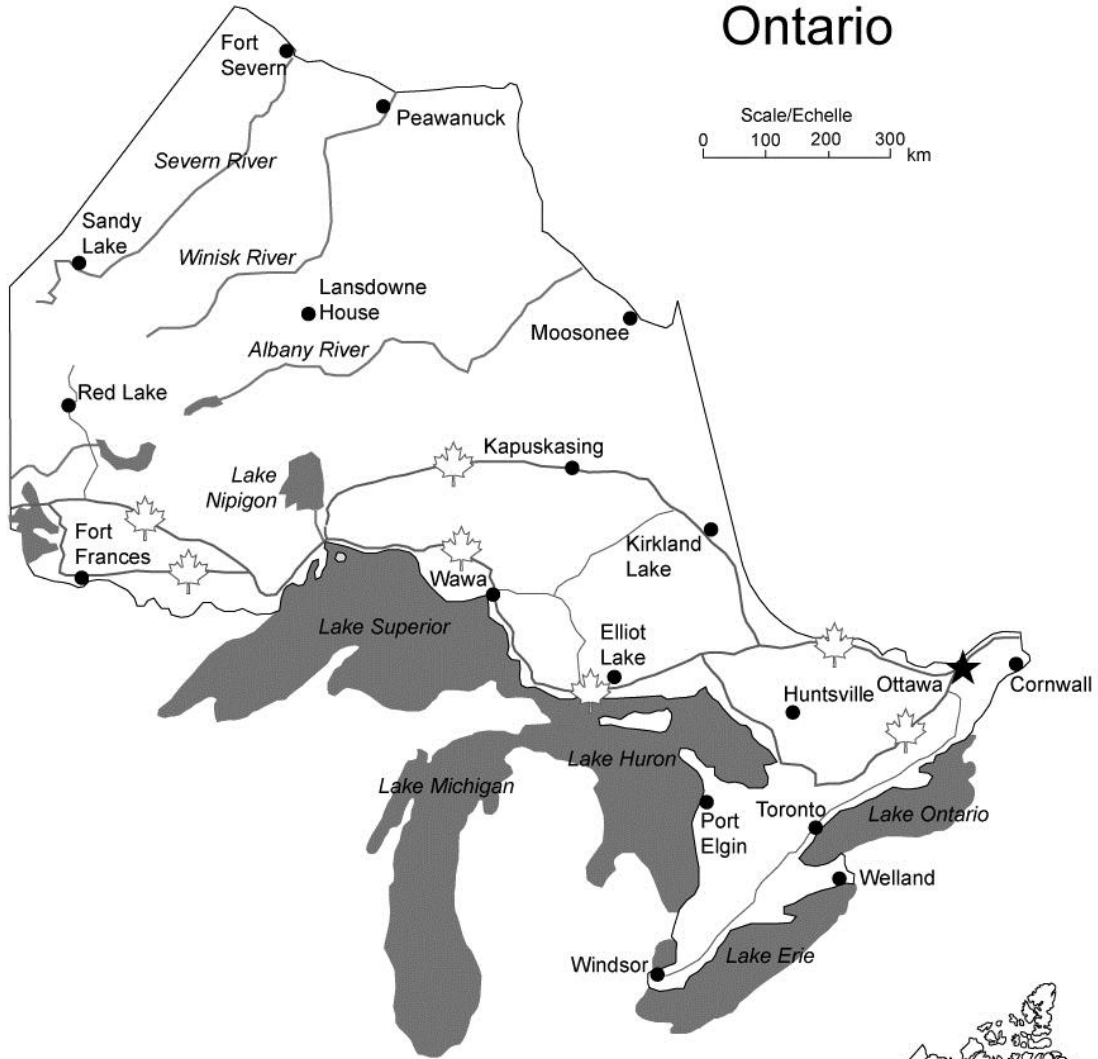 Ontario
Scale/Echelle
0 100 200 300
km
Fort
Severn
Peawanuck
Severn River
Sandy
Lake
Winisk River
Lansdowne
House
Moosonee
Albany River
Red Lake
Kapuskasing
Lake
Nipigon
Fort
Frances
Kirkland
Lake
Wawa
Lake Superior
Elliot
Lake
Huntsville
Ottawa
Cornwall
Lake Huron
Lake Michigan
Port
Elgin
Toronto
Lake Ontario
Welland
Windsor
Lake Erie